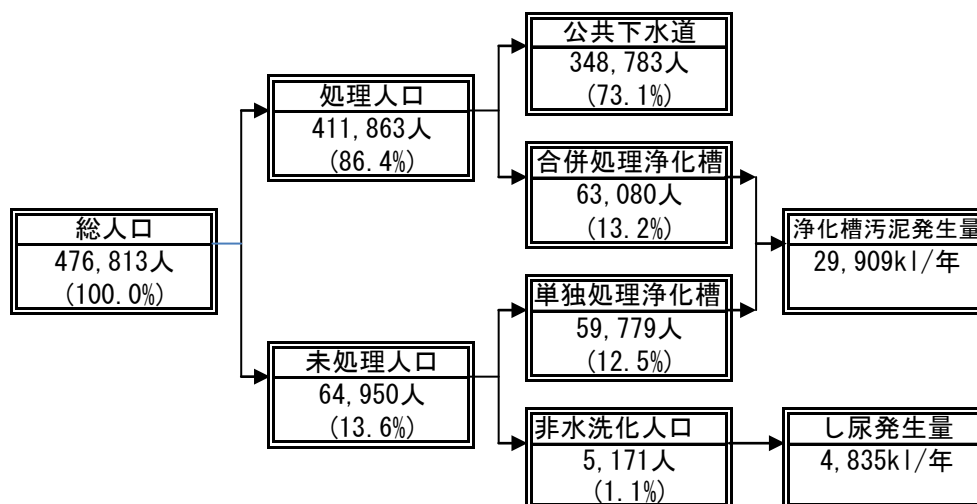 総人口
476,813人
(100.0%)
処理人口
411,863人
(86.4%)
未処理人口
64,950人
(13.6%)
公共下水道
348,783人
(73.1%)
合併処理浄化槽
63,080人
(13.2%)
単独処理浄化槽
59,779人
(12.5%)
非水洗化人口
5,171人
(1.1%)
浄化槽汚泥発生量
29,909kl/年
し尿発生量
4,835kl/年